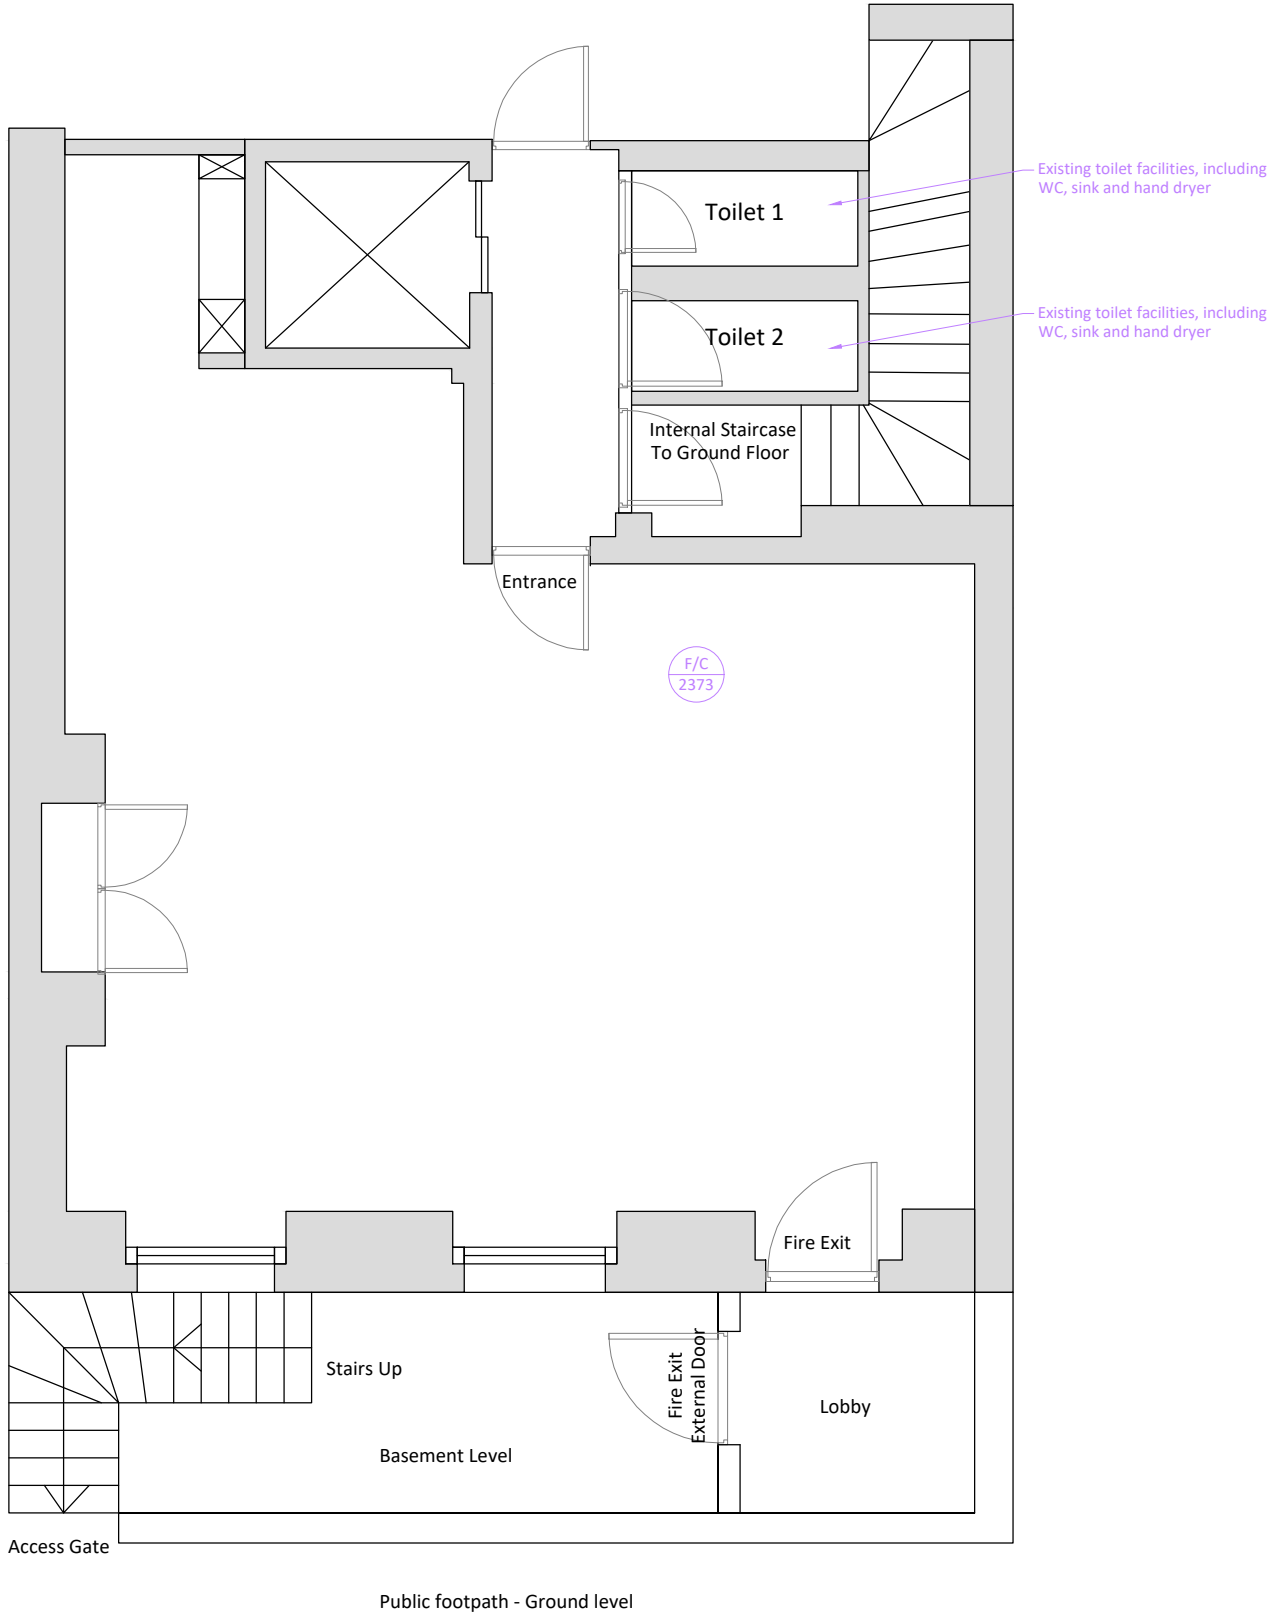 Toilet 1
Existing toilet facilities, including
WC, sink and hand dryer
Toilet 2
Existing toilet facilities, including
WC, sink and hand dryer
Internal Staircase
To Ground Floor
Entrance
F/C
2373
Fire Exit
Stairs Up
Fire Exit
External Door
Lobby
Basement Level
Access Gate
Public footpath - Ground level